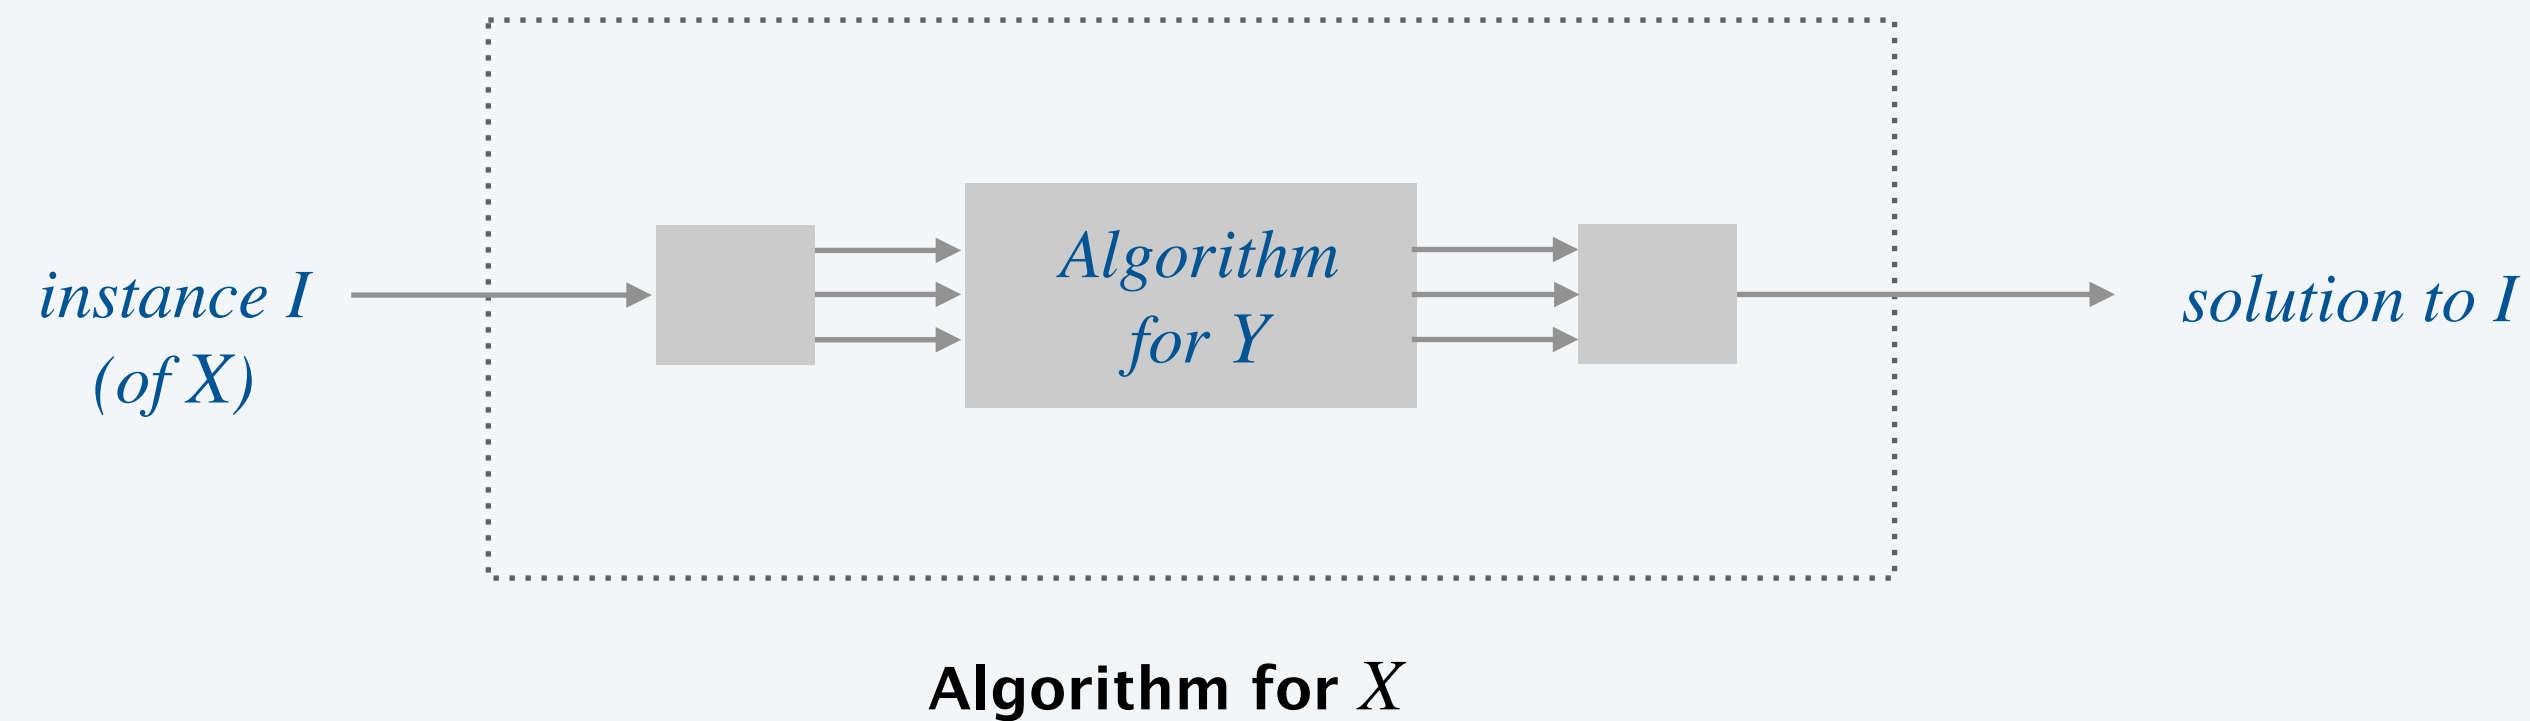 instance I
(of X)
Algorithm
for Y
solution to I
Algorithm for X